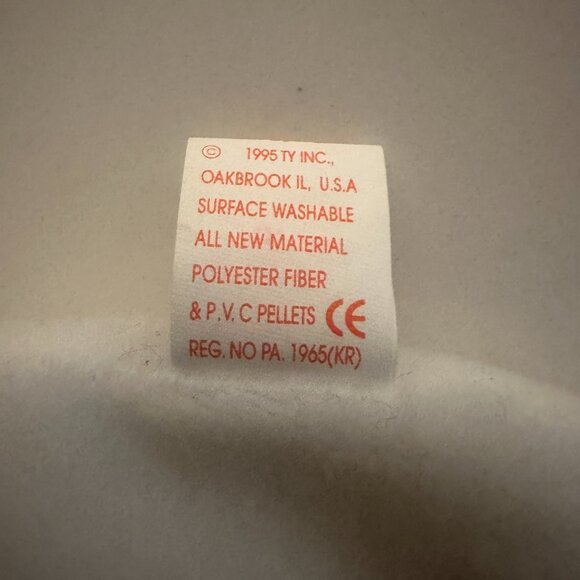 © 1995 TY INC.,
OAKBROOK IL, U.S.A
SURFACE WASHABLE
ALL NEW MATERIAL
POLYESTER FIBER
& P.V.C PELLETS CE
REG. NO PA. 1965(KR)